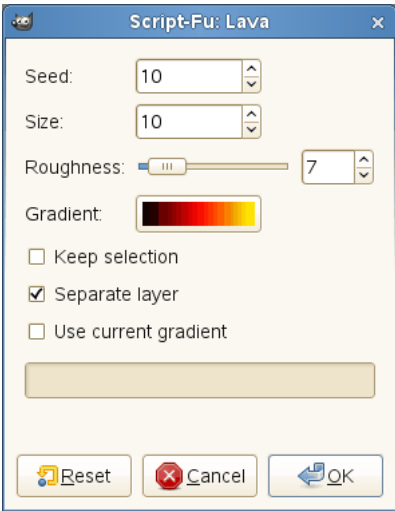 Script-Fu: Lava
Seed: 10
Size: 10
Roughness: 7
Gradient:
Keep selection
Separate layer
Use current gradient
Reset Cancel OK